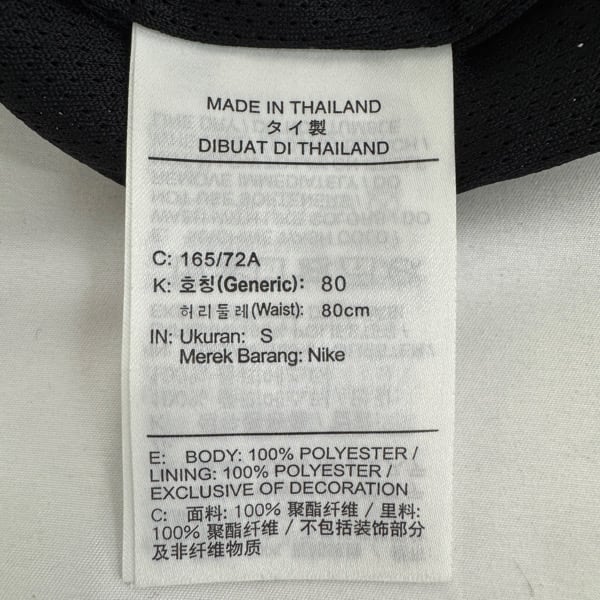 MADE IN THAILAND
タイ製
DIBUAT DI THAILAND
C: 165/72A
K: 호칭(Generic): 80
허리둘레(Waist): 80cm
IN: Ukuran: S
Merek Barang: Nike
E: BODY: 100% POLYESTER /
LINING: 100% POLYESTER /
EXCLUSIVE OF DECORATION
C: 面料: 100% 聚酯纤维 / 里料:
100% 聚酯纤维 / 不包括装饰部分
及非纤维物质